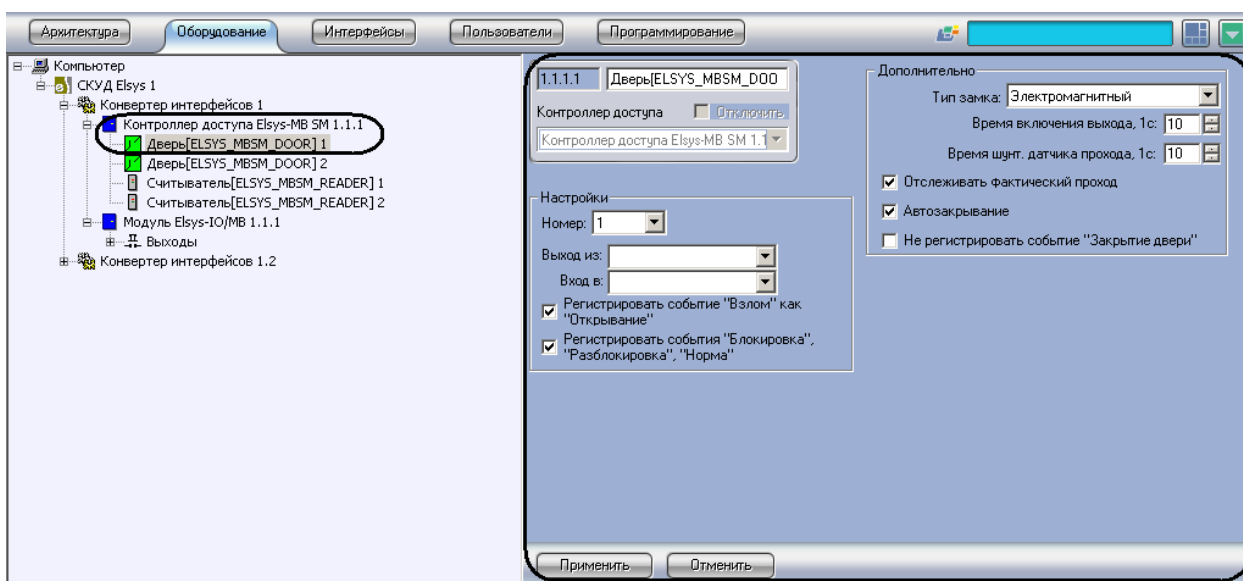 Архитектура Оборудование Интерфейсы Пользователи Программирование
Компьютер
СКУД Elsys 1
Конвертер интерфейсов 1
Контроллер доступа Elsys-MB SM 1.1.1
Дверь[ELSYS_MBSM_DOOR] 1
Дверь[ELSYS_MBSM_DOOR] 2
Считыватель[ELSYS_MBSM_READER] 1
Считыватель[ELSYS_MBSM_READER] 2
Модуль Elsys-IO/MB 1.1.1
Выходы
Конвертер интерфейсов 1.2
1.1.1.1 Дверь[ELSYS_MBSM_DOO
Контроллер доступа Отключить
Контроллер доступа Elsys-MB SM 1.1
Настройки
Номер: 1
Выход из:
Вход в:
Регистрировать событие "Взлом" как
"Открывание"
Регистрировать события "Блокировка",
"Разблокировка", "Норма"
Дополнительно
Тип замка: Электромагнитный
Время включения выхода, 1с: 10
Время шунт. датчика прохода, 1с: 10
Отслеживать фактический проход
Автозакрывание
Не регистрировать событие "Закрытие двери"
Применить Отменить